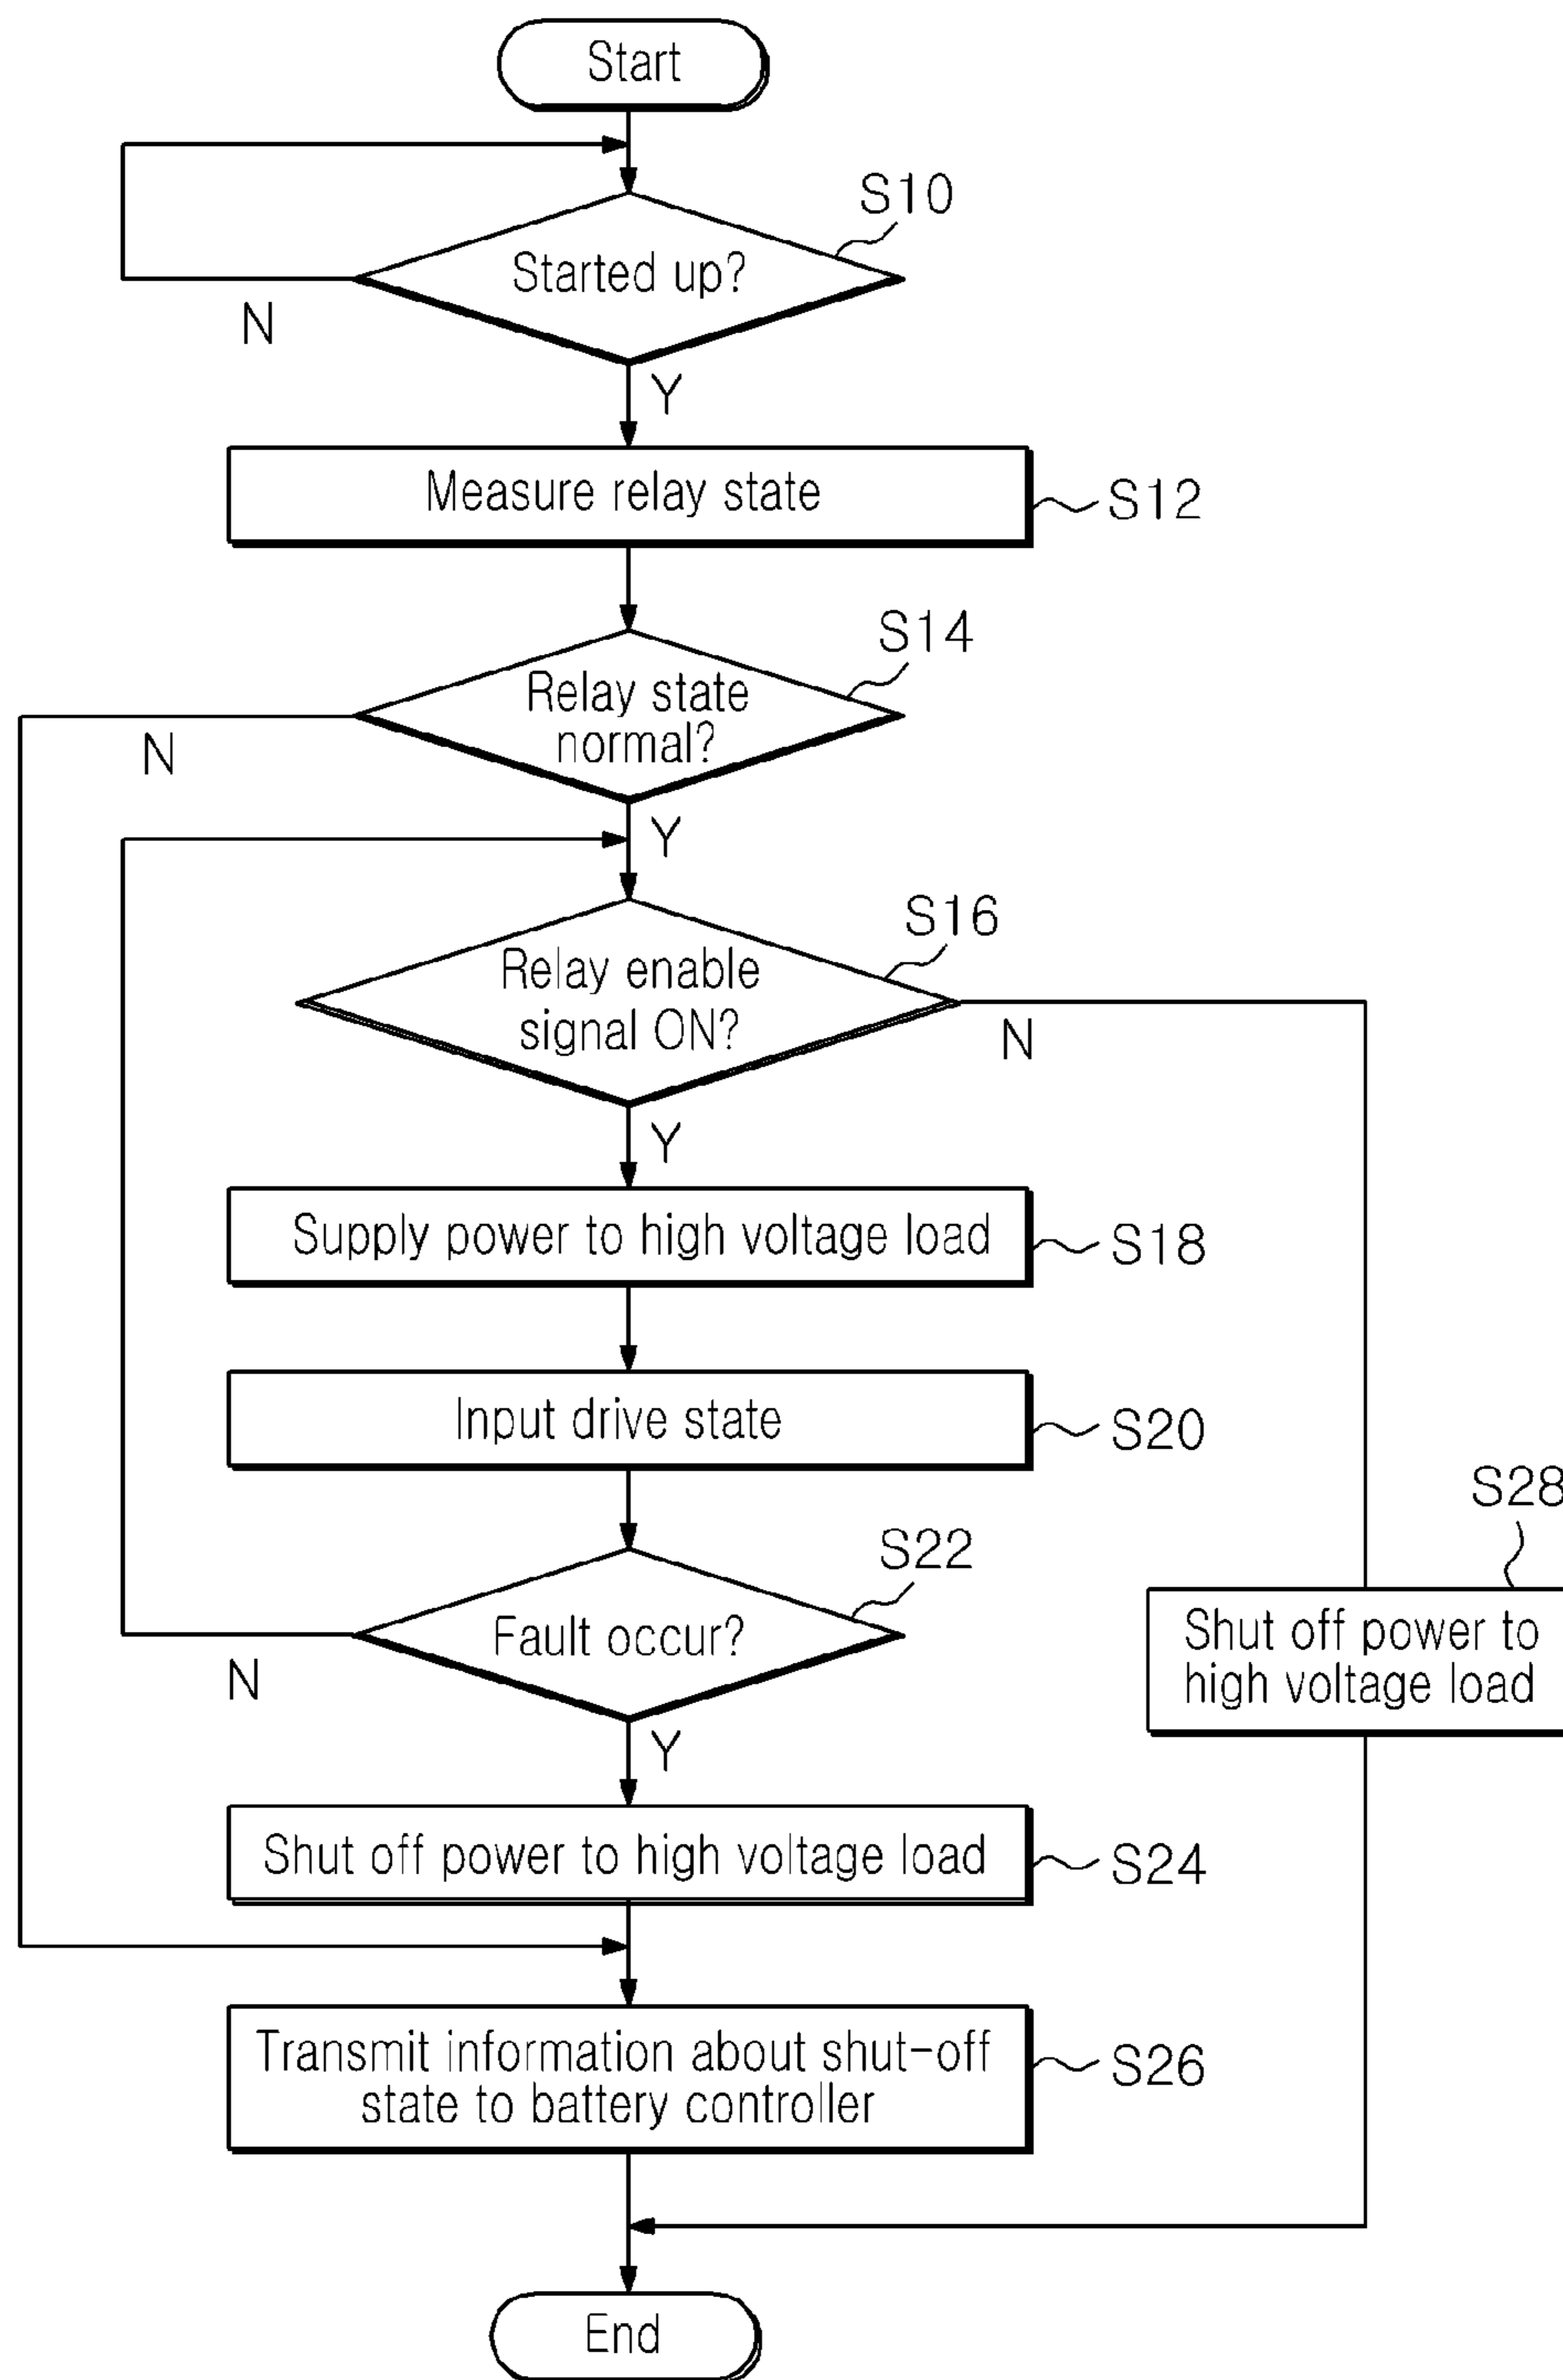 Start
S10
Started up?
N
Y
Measure relay state
S12
S14
Relay state
normal?
N
Y
S16
Relay enable
signal ON?
N
Y
Supply power to high voltage load
S18
Input drive state
S20
S28
S22
Fault occur?
Shut off power to
high voltage load
N
Y
Shut off power to high voltage load
S24
Transmit information about shut-off
state to battery controller
S26
End